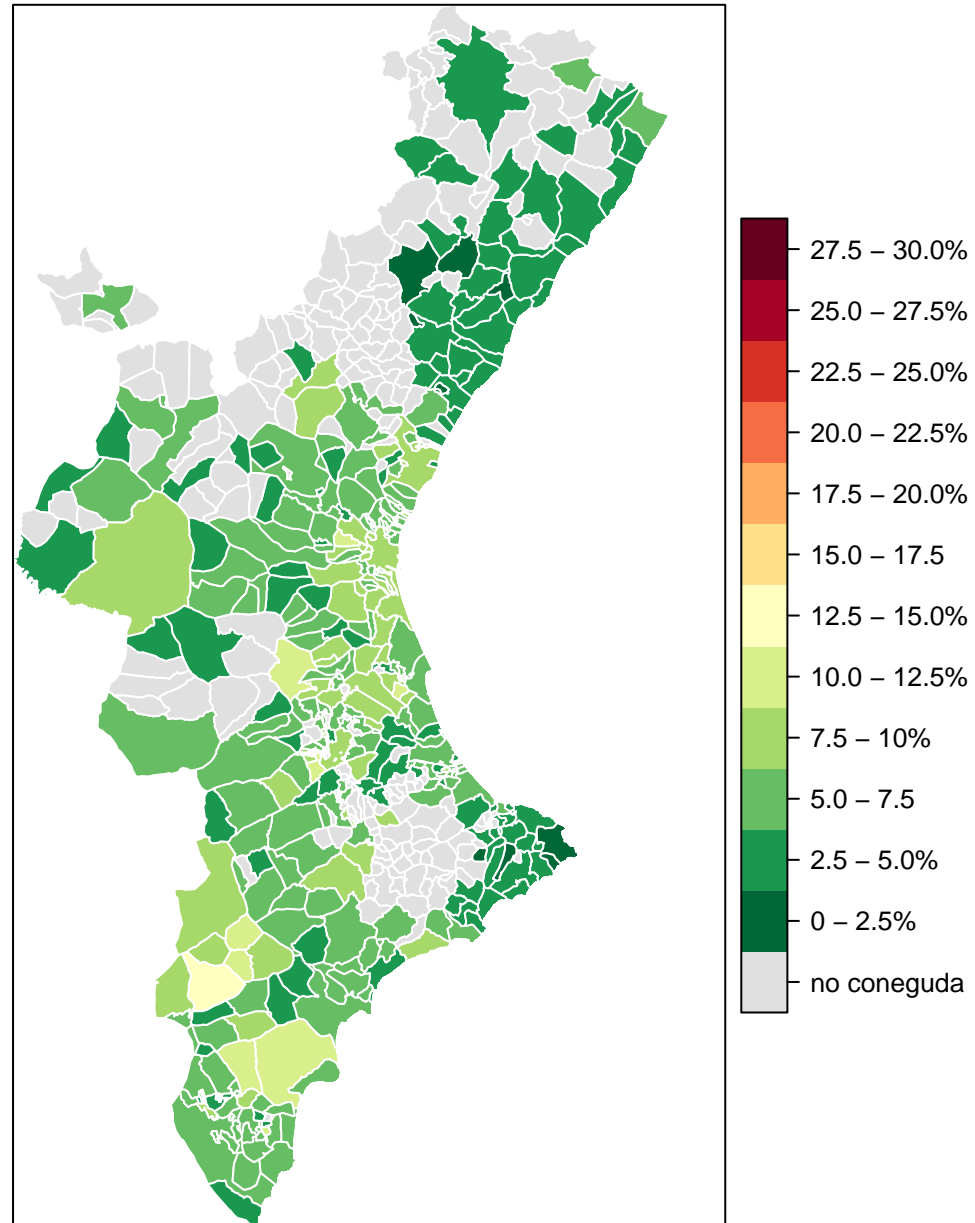 27.5 – 30.0%
25.0 – 27.5%
22.5 – 25.0%
20.0 – 22.5%
17.5 – 20.0%
15.0 – 17.5
12.5 – 15.0%
10.0 – 12.5%
7.5 – 10%
5.0 – 7.5
2.5 – 5.0%
0 – 2.5%
no coneguda